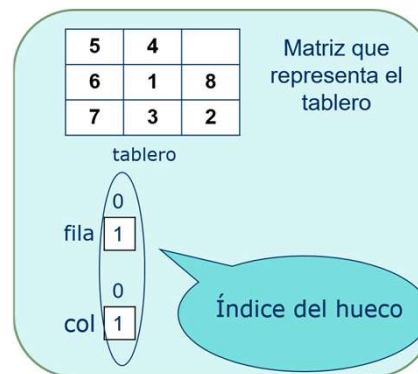 5 4
6 1 8
7 3 2
Matriz que
representa el
tablero
tablero
0
fila 1
0
col 1
Índice del hueco